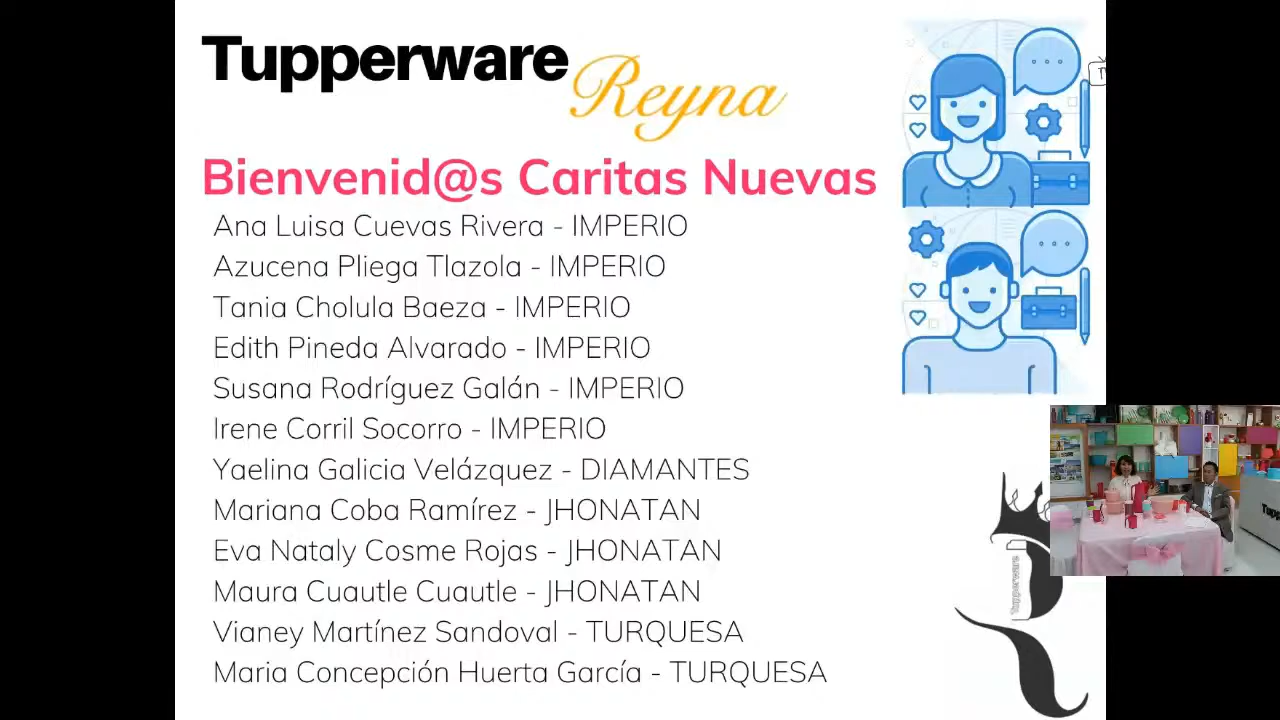 Tupperware
Reyna
Bienvenid@s Caritas Nuevas
Ana Luisa Cuevas Rivera - IMPERIO
Azucena Pliega Tlazola - IMPERIO
Tania Cholula Baeza - IMPERIO
Edith Pineda Alvarado - IMPERIO
Susana Rodríguez Galán - IMPERIO
Irene Corril Socorro - IMPERIO
Yaelina Galicia Velázquez - DIAMANTES
Mariana Coba Ramírez - JHONATAN
Eva Nataly Cosme Rojas - JHONATAN
Maura Cuautle Cuautle - JHONATAN
Vianey Martínez Sandoval - TURQUESA
Maria Concepción Huerta García - TURQUESA
Tupperware